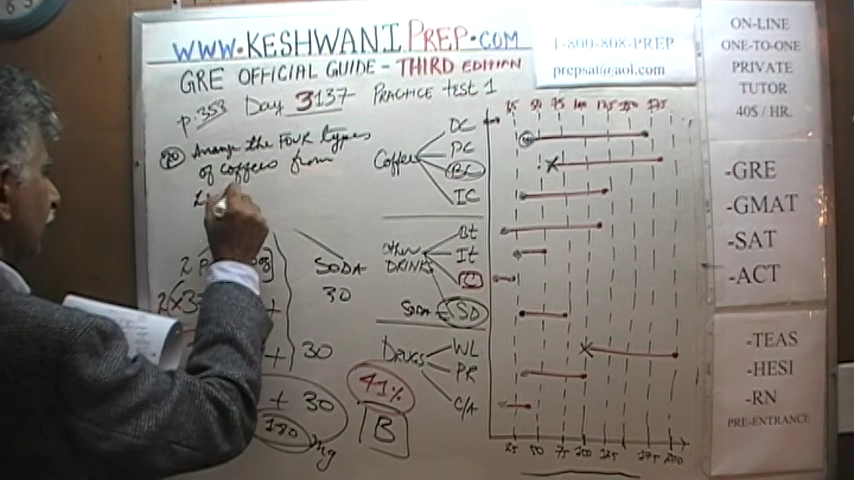 WWW.KESHWANIPREP.COM
1-800-808-PREP
prepsat@aol.com
GRE OFFICIAL GUIDE - THIRD EDITION
p. 353 Day 3137 PRACTICE TEST 1
Arrange the FOUR types
of coffees from
Coffee
DC
PC
BC
IC
OTHER
DRINKS
Bt
It
C
SODA
SD
DRUGS
WL
PR
C/A
25 50 75 100 125 175 200
SODA
30
+ 30
+ 30
180 mg
41%
B
ON-LINE
ONE-TO-ONE
PRIVATE
TUTOR
40$ / HR.
-GRE
-GMAT
-SAT
-ACT
-TEAS
-HESI
-RN
PRE-ENTRANCE